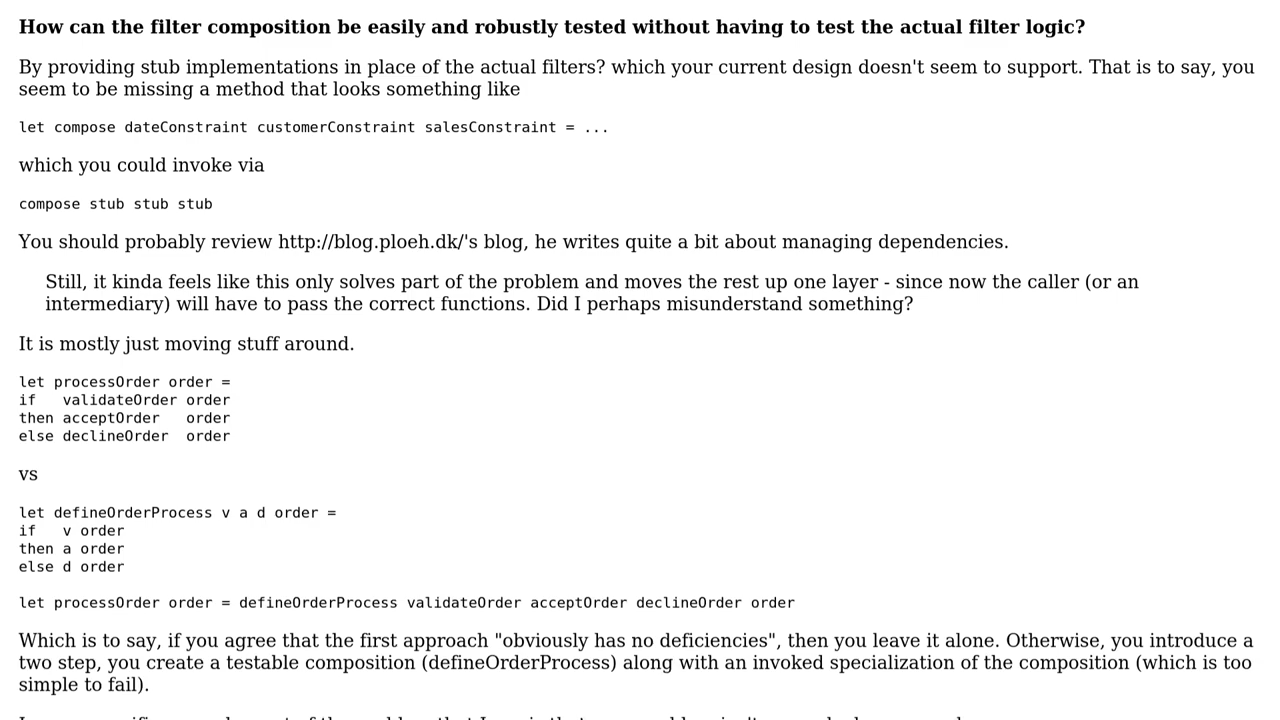 How can the filter composition be easily and robustly tested without having to test the actual filter logic?
By providing stub implementations in place of the actual filters? which your current design doesn't seem to support. That is to say, you
seem to be missing a method that looks something like
let compose dateConstraint customerConstraint salesConstraint = ...
which you could invoke via
compose stub stub stub
You should probably review http://blog.ploeh.dk/'s blog, he writes quite a bit about managing dependencies.
Still, it kinda feels like this only solves part of the problem and moves the rest up one layer - since now the caller (or an
intermediary) will have to pass the correct functions. Did I perhaps misunderstand something?
It is mostly just moving stuff around.
let processOrder order =
if   validateOrder order
then acceptOrder   order
else declineOrder  order
vs
let defineOrderProcess v a d order =
if   v order
then a order
else d order
let processOrder order = defineOrderProcess validateOrder acceptOrder declineOrder order
Which is to say, if you agree that the first approach "obviously has no deficiencies", then you leave it alone. Otherwise, you introduce a
two step, you create a testable composition (defineOrderProcess) along with an invoked specialization of the composition (which is too
simple to fail).